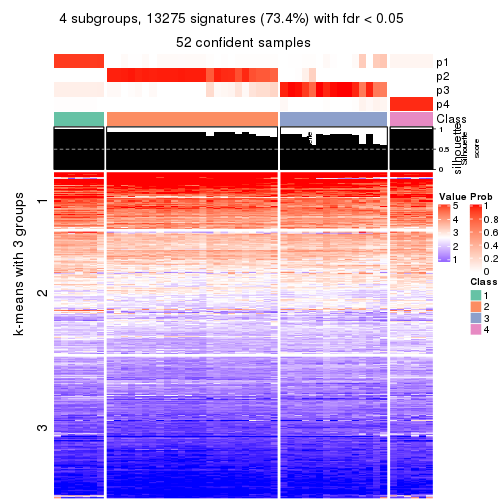 4 subgroups, 13275 signatures (73.4%) with fdr < 0.05
52 confident samples
p1
p2
p3
p4
Class
1
0.5
0
silhouette
Silhouette
score
k-means with 3 groups
1
2
3
Value
5
4
3
2
1
Prob
1
0.8
0.6
0.4
0.2
0
Class
1
2
3
4